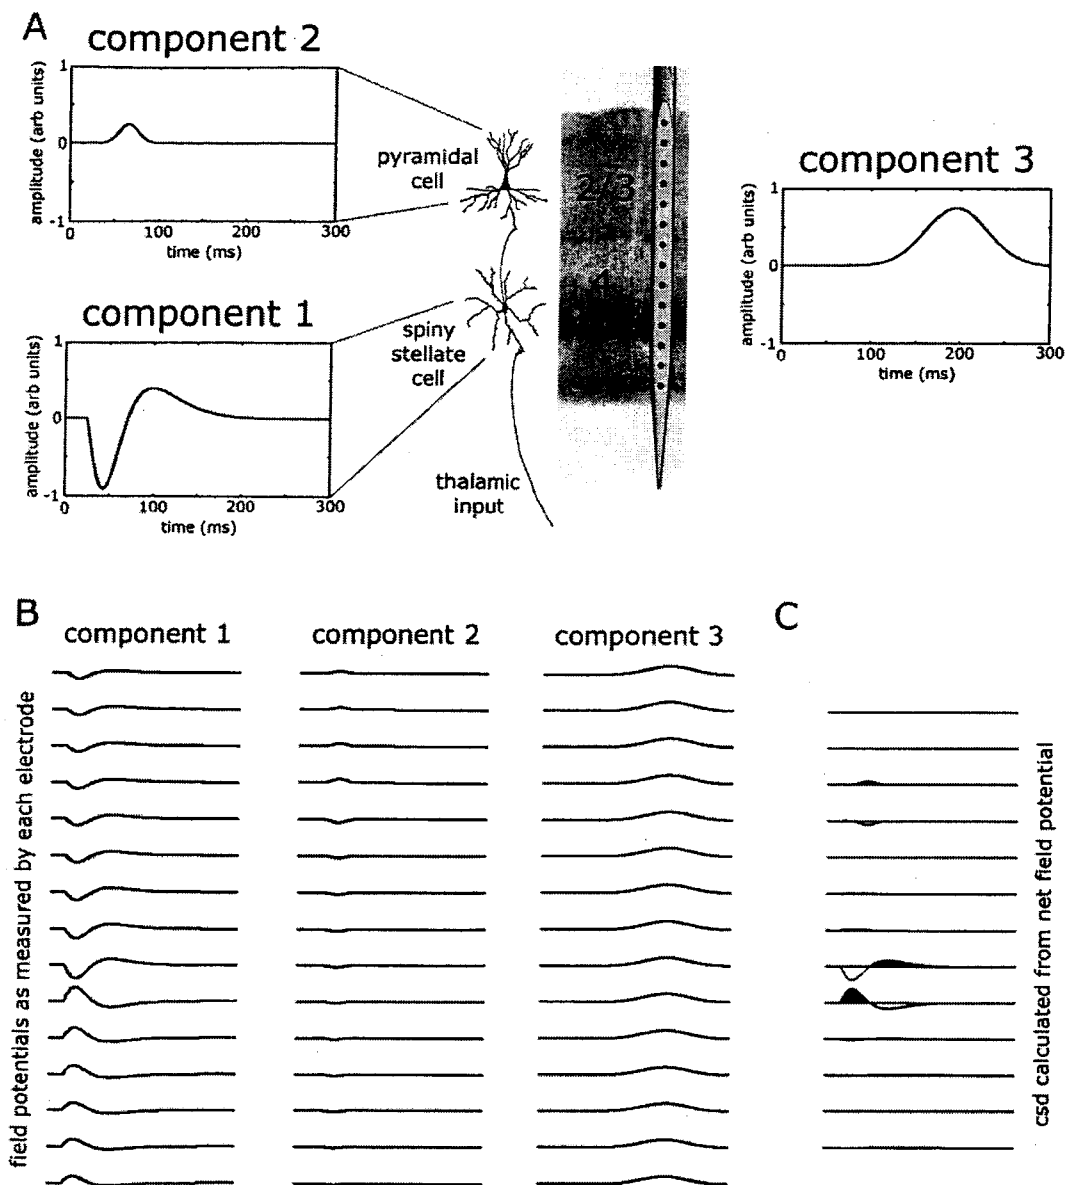 A
component 2
amplitude (arb units)
1
0
-1
0
100
200
300
time (ms)
pyramidal
cell
2/3
4
component 3
amplitude (arb units)
1
0
-1
0
100
200
300
time (ms)
component 1
amplitude (arb units)
1
0
-1
0
100
200
300
time (ms)
spiny
stellate
cell
thalamic
input
B
component 1
component 2
component 3
field potentials as measured by each electrode
C
csd calculated from net field potential